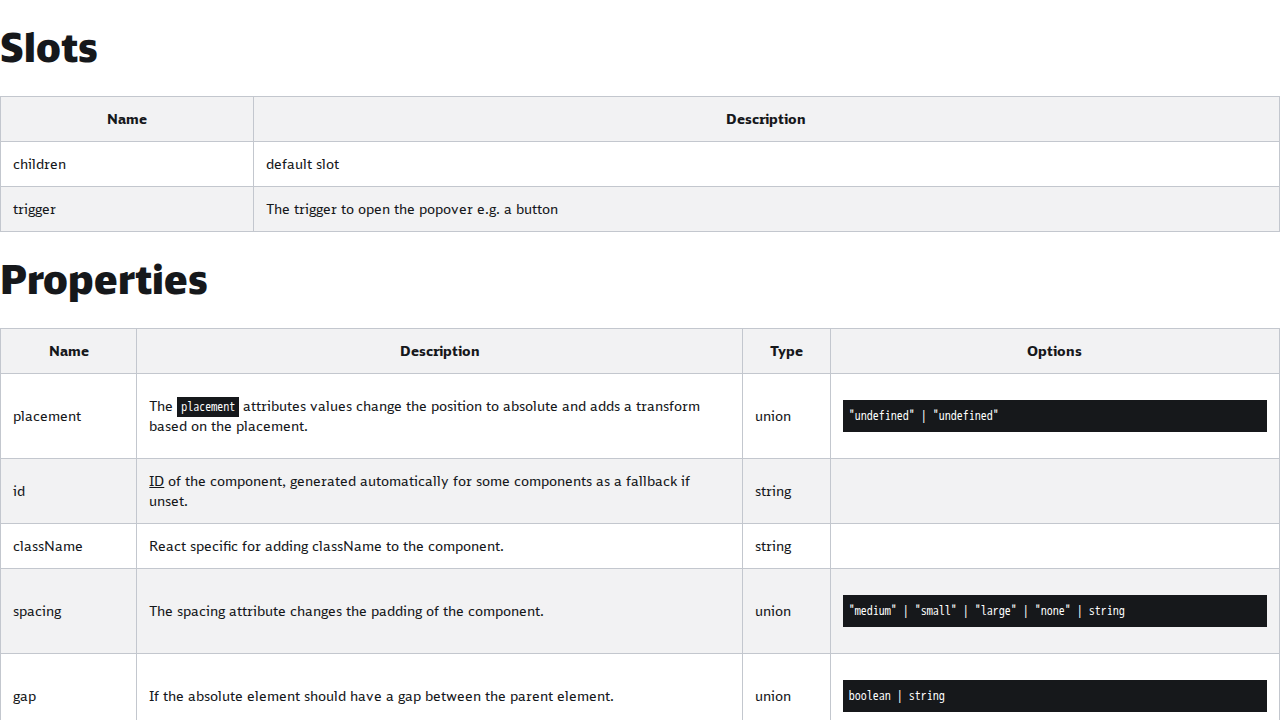 Slots
Name Description
children default slot
trigger The trigger to open the popover e.g. a button
Properties
Name Description Type Options
placement The placement attributes values change the position to absolute and adds a transform based on the placement. union "undefined" | "undefined"
id ID of the component, generated automatically for some components as a fallback if unset. string
className React specific for adding className to the component. string
spacing The spacing attribute changes the padding of the component. union "medium" | "small" | "large" | "none" | string
gap If the absolute element should have a gap between the parent element. union boolean | string